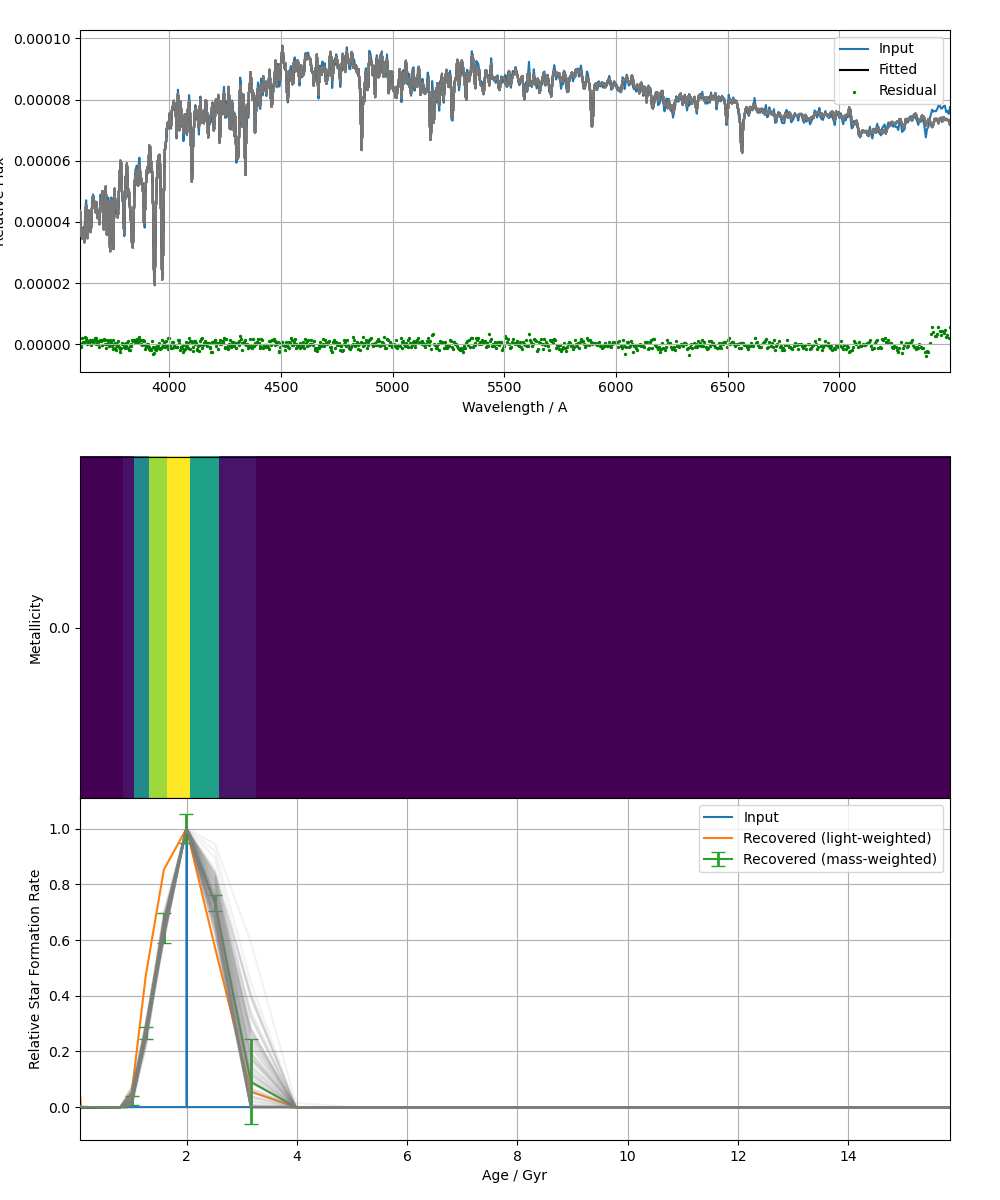 0.00010
0.00008
0.00006
0.00004
0.00002
0.00000
Input
Fitted
Residual
4000 4500 5000 5500 6000 6500 7000
Wavelength / A
Metallicity
0.0
Relative Star Formation Rate
1.0
0.8
0.6
0.4
0.2
0.0
Input
Recovered (light-weighted)
Recovered (mass-weighted)
2 4 6 8 10 12 14
Age / Gyr